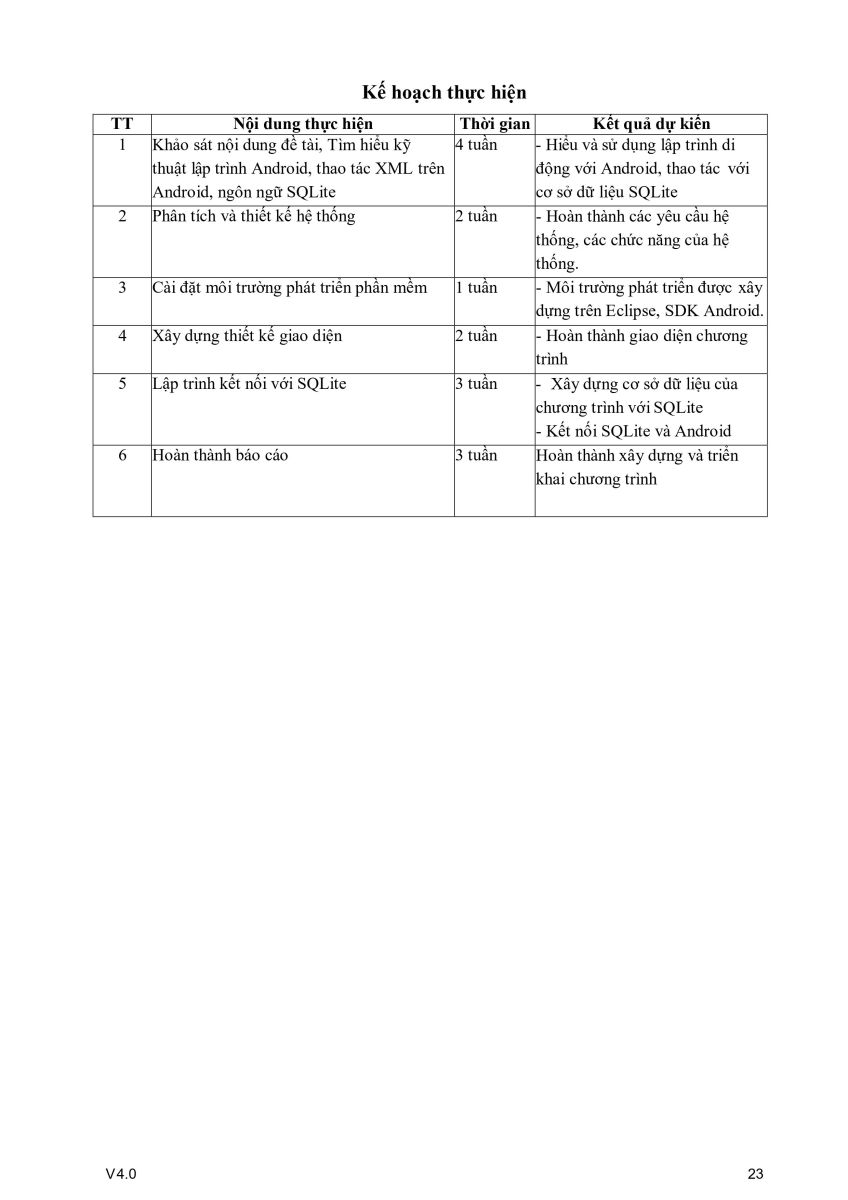 Kế hoạch thực hiện
TT Nội dung thực hiện Thời gian Kết quả dự kiến
1 Khảo sát nội dung đề tài, Tìm hiểu kỹ 4 tuần - Hiểu và sử dụng lập trình di
thuật lập trình Android, thao tác XML trên động với Android, thao tác với
Android, ngôn ngữ SQLite cơ sở dữ liệu SQLite
2 Phân tích và thiết kế hệ thống 2 tuần - Hoàn thành các yêu cầu hệ
thống, các chức năng của hệ
thống.
3 Cài đặt môi trường phát triển phần mềm 1 tuần - Môi trường phát triển được xây
dựng trên Eclipse, SDK Android.
4 Xây dựng thiết kế giao diện 2 tuần - Hoàn thành giao diện chương
trình
5 Lập trình kết nối với SQLite 3 tuần - Xây dựng cơ sở dữ liệu của
chương trình với SQLite
- Kết nối SQLite và Android
6 Hoàn thành báo cáo 3 tuần Hoàn thành xây dựng và triển
khai chương trình
V4.0 23